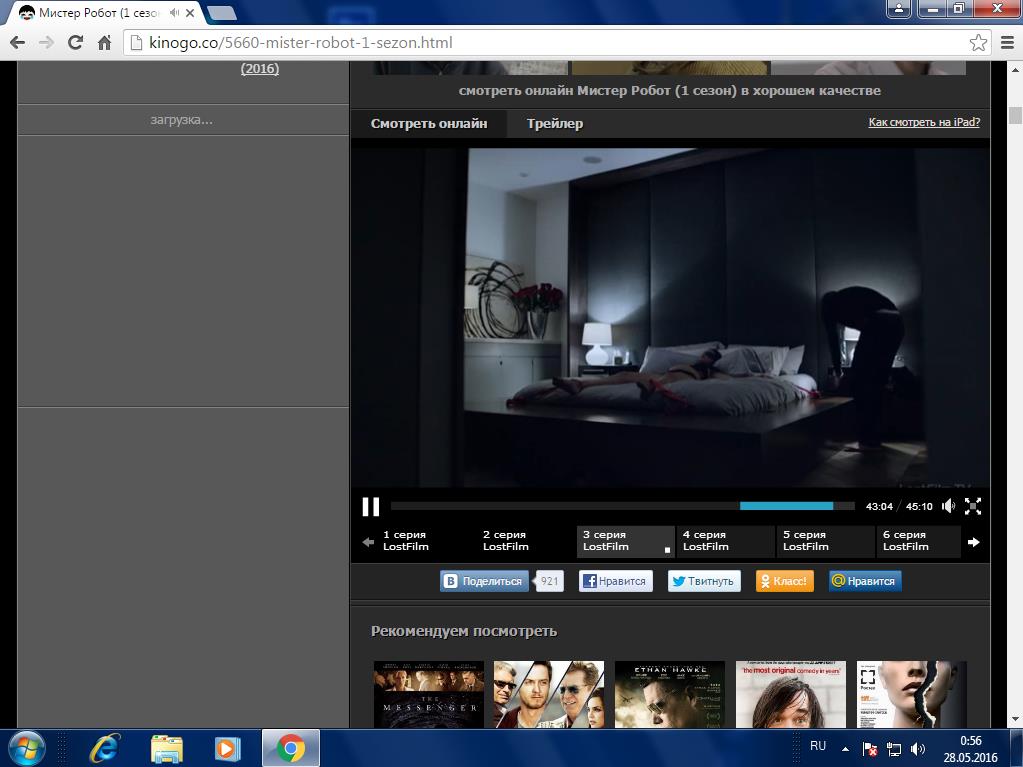 Мистер Робот (1 сезо
kinogo.co/5660-mister-robot-1-sezon.html
(2016)
загрузка...
смотреть онлайн Мистер Робот (1 сезон) в хорошем качестве
Смотреть онлайн
Трейлер
Как смотреть на iPad?
LostFilm.TV
43:04 / 45:10
1 серия
LostFilm
2 серия
LostFilm
3 серия
LostFilm
4 серия
LostFilm
5 серия
LostFilm
6 серия
LostFilm
B Поделиться 921
f Нравится
Твитнуть
Класс!
@ Нравится
Рекомендуем посмотреть
THE
MESSENGER
ETHAN HAWKE
"the most original comedy in years"
RU
0:56
28.05.2016